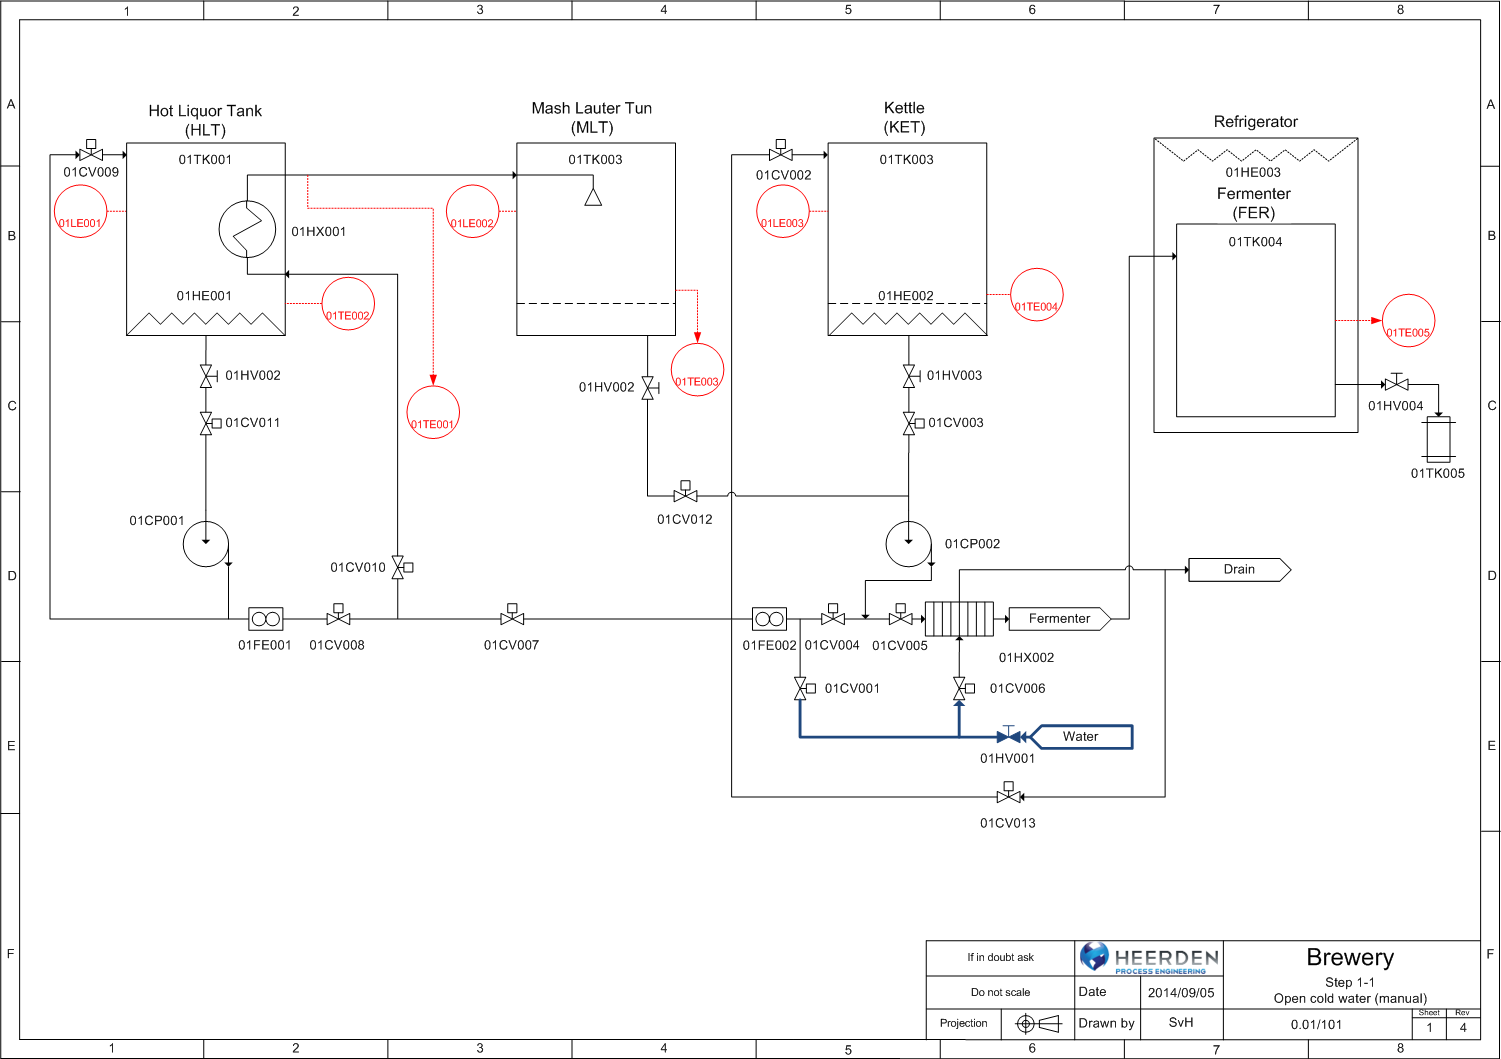 1 2 3 4 5 6 7 8
A A
Hot Liquor Tank
(HLT)
Mash Lauter Tun
(MLT)
Kettle
(KET)
Refrigerator
01TK001
01TK003
01TK003
01CV009
01CV002
01HE003
Fermenter
(FER)
01LE001
01LE002
01LE003
01HX001
01TK004
B B
01HE001
01HE002
01TE002
01TE004
01TE005
01HV002
01HV002
01TE003
01HV003
01HV004
C C
01CV011
01TE001
01CV003
01TK005
01CP001
01CV012
01CP002
01CV010
Drain
D D
Fermenter
01FE001
01CV008
01CV007
01FE002
01CV004
01CV005
01HX002
01CV001
01CV006
Water
E E
01HV001
01CV013
F F
If in doubt ask
HEERDEN
PROCESS ENGINEERING
Brewery
Step 1-1
Open cold water (manual)
Do not scale
Date
2014/09/05
Projection
Drawn by
SvH
0.01/101
Sheet
1
Rev
4
1 2 3 4 5 6 7 8